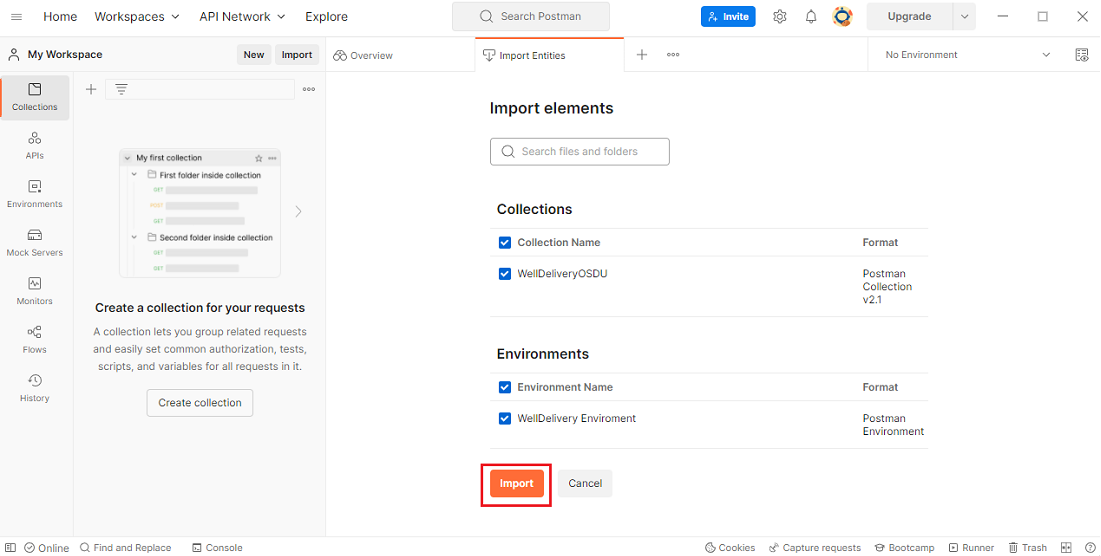 Home Workspaces API Network Explore Search Postman Invite Upgrade
My Workspace New Import Overview Import Entities No Environment
Collections
APIs
Environments
Mock Servers
Monitors
Flows
History
My first collection
First folder inside collection
GET
POST
GET
Second folder inside collection
GET
GET
Create a collection for your requests
A collection lets you group related requests
and easily set common authorization, tests,
scripts, and variables for all requests in it.
Create collection
Import elements
Search files and folders
Collections
Collection Name Format
WellDeliveryOSDU Postman
Collection
v2.1
Environments
Environment Name Format
WellDelivery Enviroment Postman
Environment
Import Cancel
Online Find and Replace Console Cookies Capture requests Bootcamp Runner Trash